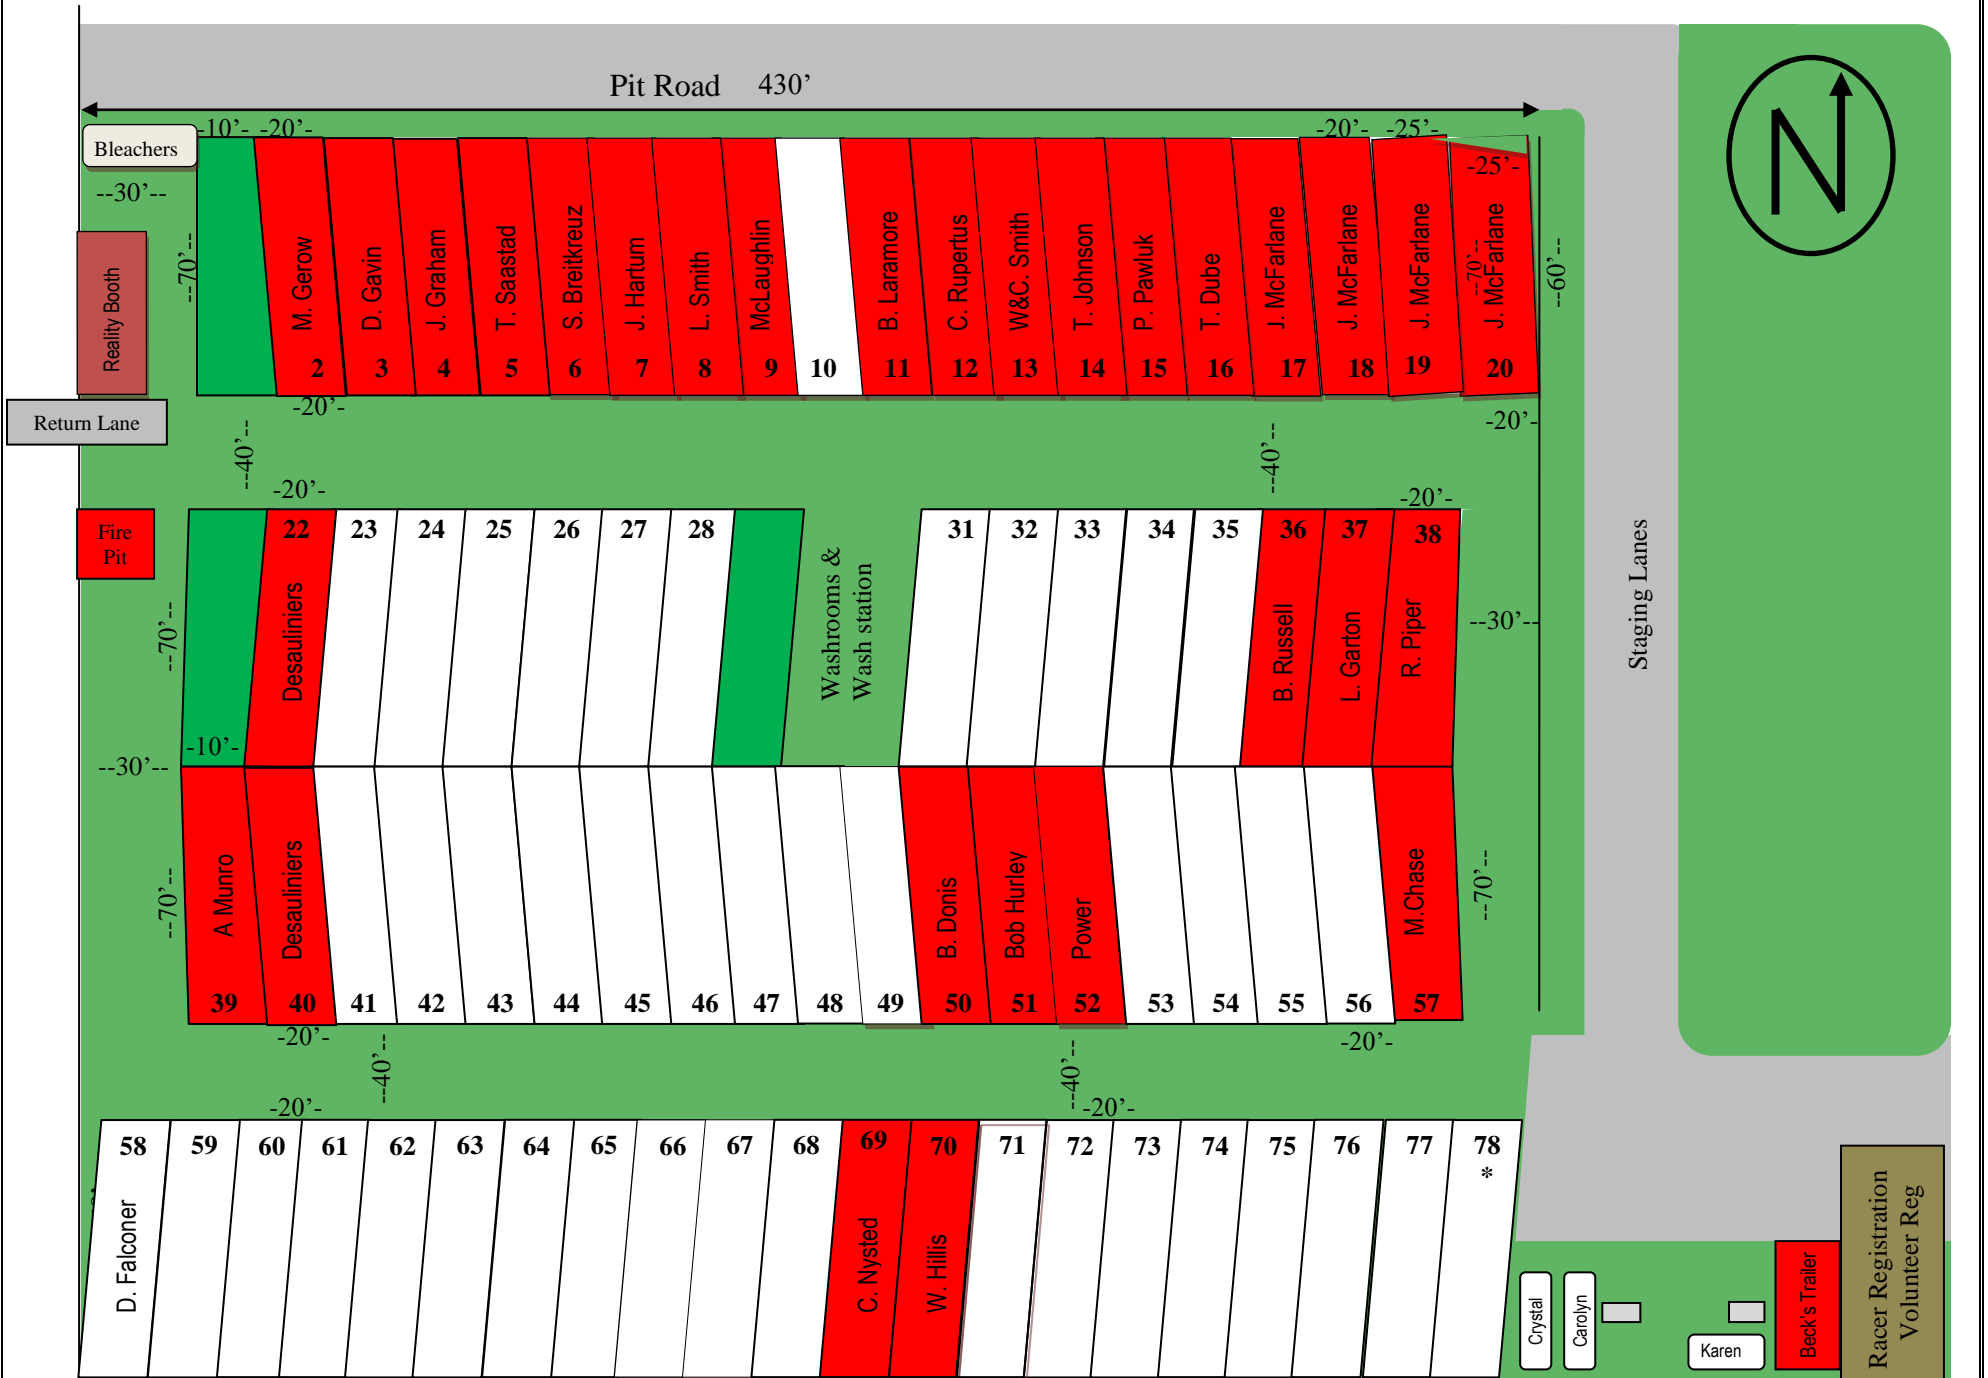 Pit Road 430’
Bleachers
-10’- -20’-
-20’- -25’-
-25’-
--30’--
--70’--
--70’--
--60’--
N
Reality Booth
M. Gerow
D. Gavin
J. Graham
T. Saastad
S. Breitkreuz
J. Hartum
L. Smith
McLaughlin
B. Laramore
C. Rupertus
W&C. Smith
T. Johnson
P. Pawluk
T. Dube
J. McFarlane
J. McFarlane
J. McFarlane
J. McFarlane
2 3 4 5 6 7 8 9 10 11 12 13 14 15 16 17 18 19 20
-20’-
-20’-
Return Lane
--40’--
--40’--
-20’-
-20’-
Fire
Pit
22 23 24 25 26 27 28 31 32 33 34 35 36 37 38
Desauliniers
Washrooms &
Wash station
B. Russell
L. Garton
R. Piper
--70’--
--30’--
Staging Lanes
-10’-
--30’--
A Munro
Desauliniers
B. Donis
Bob Hurley
Power
M.Chase
--70’--
--70’--
39 40 41 42 43 44 45 46 47 48 49 50 51 52 53 54 55 56 57
-20’-
-20’-
--40’--
--40’--
-20’-
-20’-
58 59 60 61 62 63 64 65 66 67 68 69 70 71 72 73 74 75 76 77 78
*
D. Falconer
C. Nysted
W. Hillis
Crystal
Carolyn
Karen
Beck's Trailer
Racer Registration
Volunteer Reg